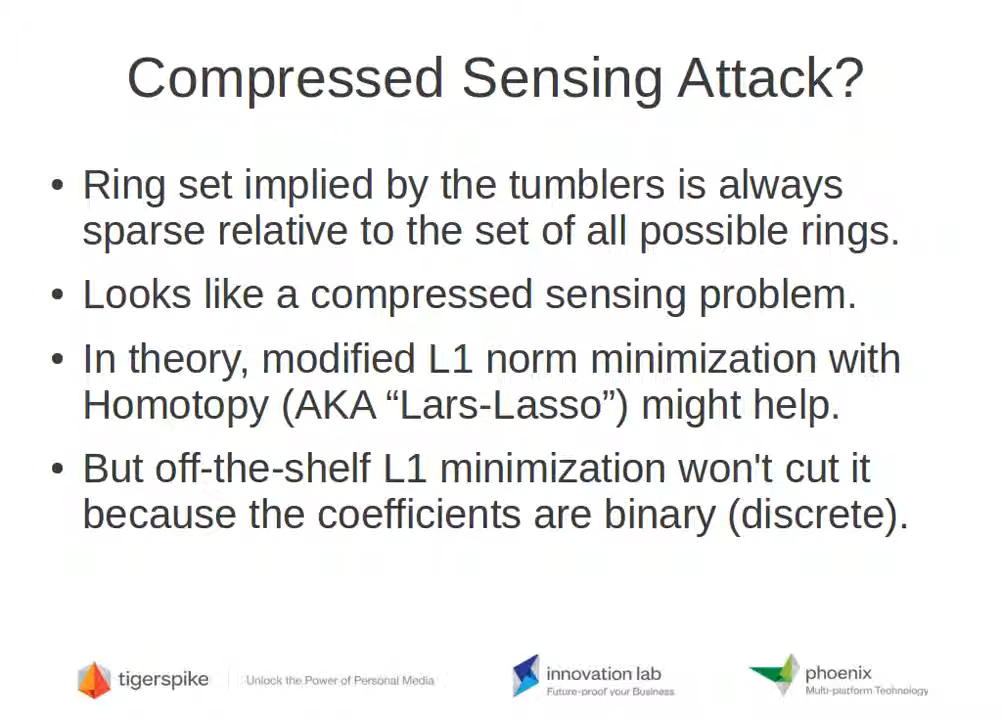 Compressed Sensing Attack?
• Ring set implied by the tumblers is always
sparse relative to the set of all possible rings.
• Looks like a compressed sensing problem.
• In theory, modified L1 norm minimization with
Homotopy (AKA “Lars-Lasso”) might help.
• But off-the-shelf L1 minimization won't cut it
because the coefficients are binary (discrete).
tigerspike Unlock the Power of Personal Media
innovation lab
Future-proof your Business
phoenix
Multi-platform Technology